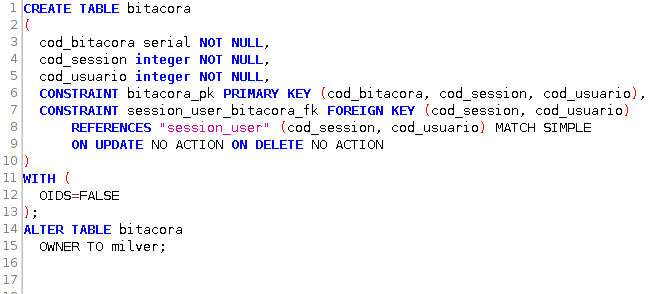 1 CREATE TABLE bitacora
2 (
3 cod_bitacora serial NOT NULL,
4 cod_session integer NOT NULL,
5 cod_usuario integer NOT NULL,
6 CONSTRAINT bitacora_pk PRIMARY KEY (cod_bitacora, cod_session, cod_usuario),
7 CONSTRAINT session_user_bitacora_fk FOREIGN KEY (cod_session, cod_usuario)
8 REFERENCES "session_user" (cod_session, cod_usuario) MATCH SIMPLE
9 ON UPDATE NO ACTION ON DELETE NO ACTION
10 )
11 WITH (
12 OIDS=FALSE
13 );
14 ALTER TABLE bitacora
15 OWNER TO milver;
16
17